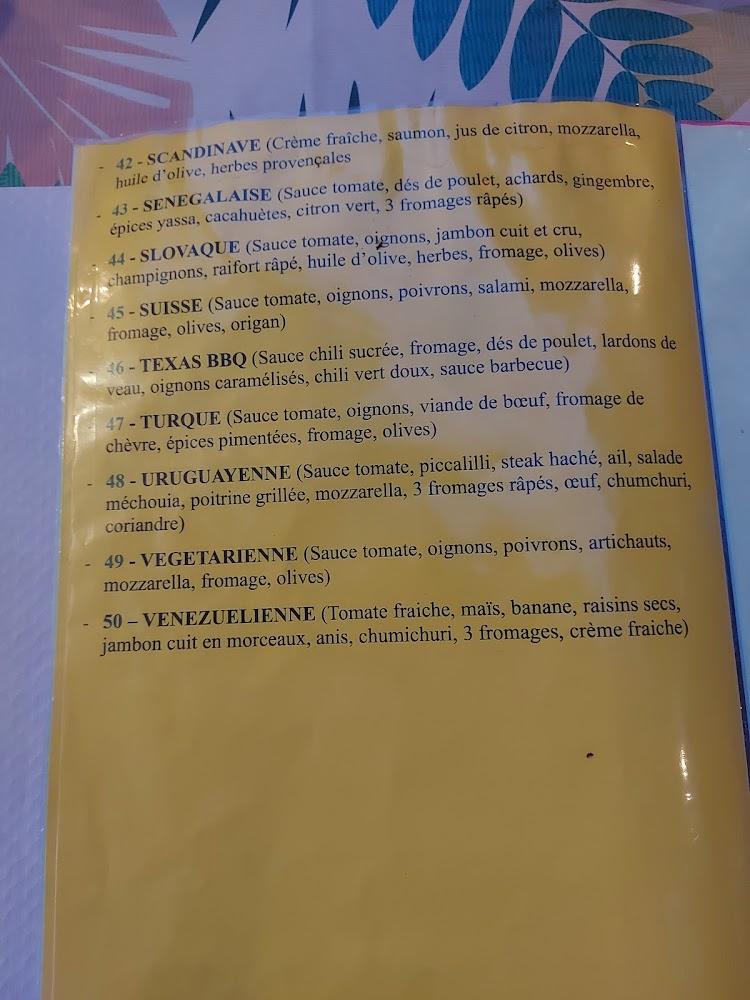 - 42 - SCANDINAVE (Crème fraîche, saumon, jus de citron, mozzarella,
huile d'olive, herbes provençales
- 43 - SENEGALAISE (Sauce tomate, dés de poulet, achards, gingembre,
épices yassa, cacahuètes, citron vert, 3 fromages râpés)
- 44 - SLOVAQUE (Sauce tomate, oignons, jambon cuit et cru,
champignons, raifort râpé, huile d'olive, herbes, fromage, olives)
- 45 - SUISSE (Sauce tomate, oignons, poivrons, salami, mozzarella,
fromage, olives, origan)
- 46 - TEXAS BBQ (Sauce chili sucrée, fromage, dés de poulet, lardons de
veau, oignons caramélisés, chili vert doux, sauce barbecue)
- 47 - TURQUE (Sauce tomate, oignons, viande de bœuf, fromage de
chèvre, épices pimentées, fromage, olives)
- 48 - URUGUAYENNE (Sauce tomate, piccalilli, steak haché, ail, salade
méchouia, poitrine grillée, mozzarella, 3 fromages râpés, œuf, chumchuri,
coriandre)
- 49 - VEGETARIENNE (Sauce tomate, oignons, poivrons, artichauts,
mozzarella, fromage, olives)
- 50 – VENEZUELIENNE (Tomate fraiche, maïs, banane, raisins secs,
jambon cuit en morceaux, anis, chumichuri, 3 fromages, crème fraiche)